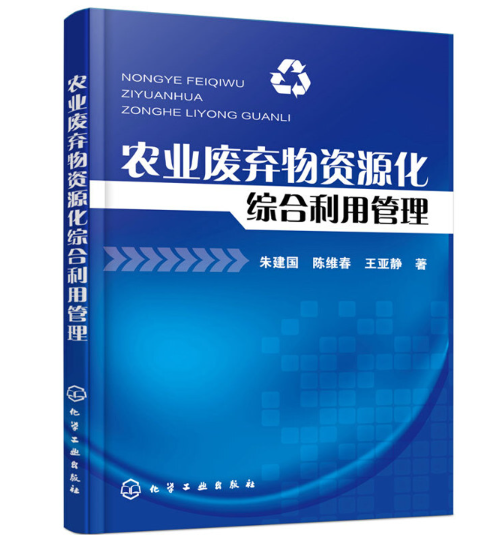 NONGYE FEIQIWU
ZIYUANHUA
ZONGHE LIYONG GUANLI
农业废弃物资源化
综合利用管理
朱建国 陈维春 王亚静 著
化学工业出版社
农业废弃物资源化综合利用管理
化学工业出版社